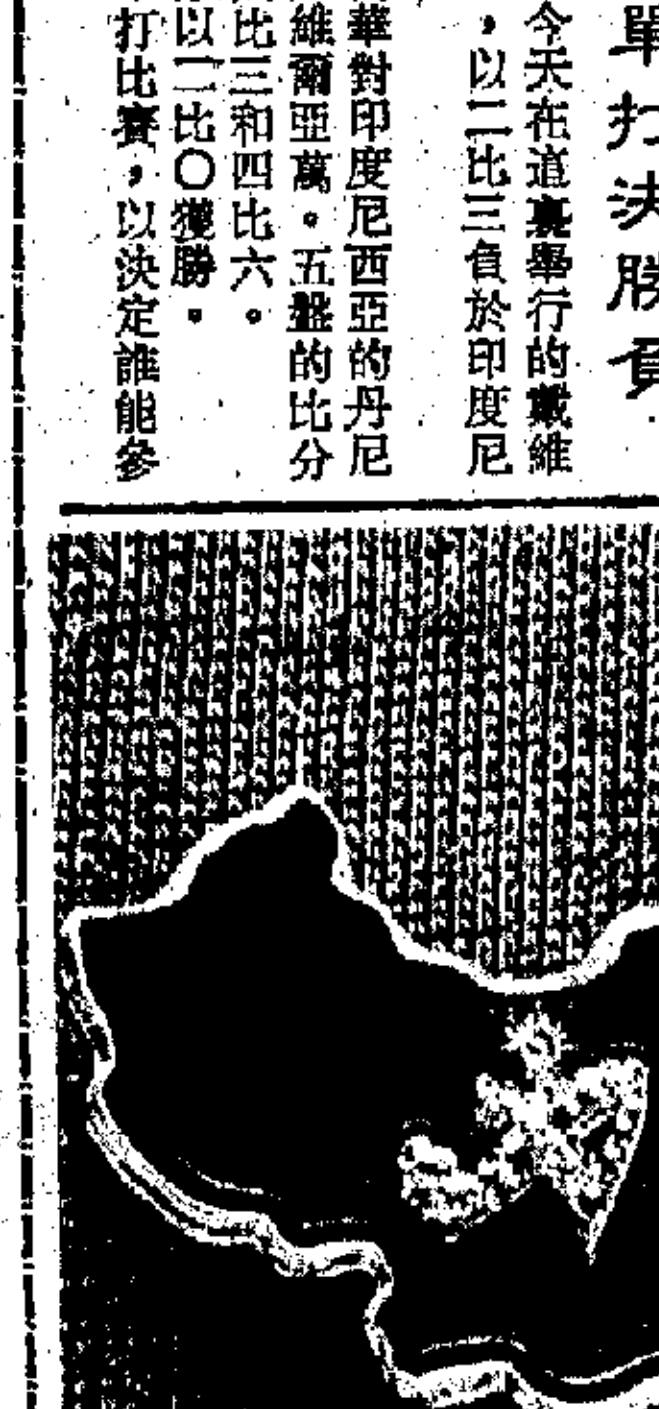 單打決勝負
今天在這裏舉行的戴維
，以二比三負於印度尼
華對印度尼西亞的丹尼
維爾亞萬。五盤的比分
比三和四比六。
以二比〇獲勝。
打比賽，以決定誰能參